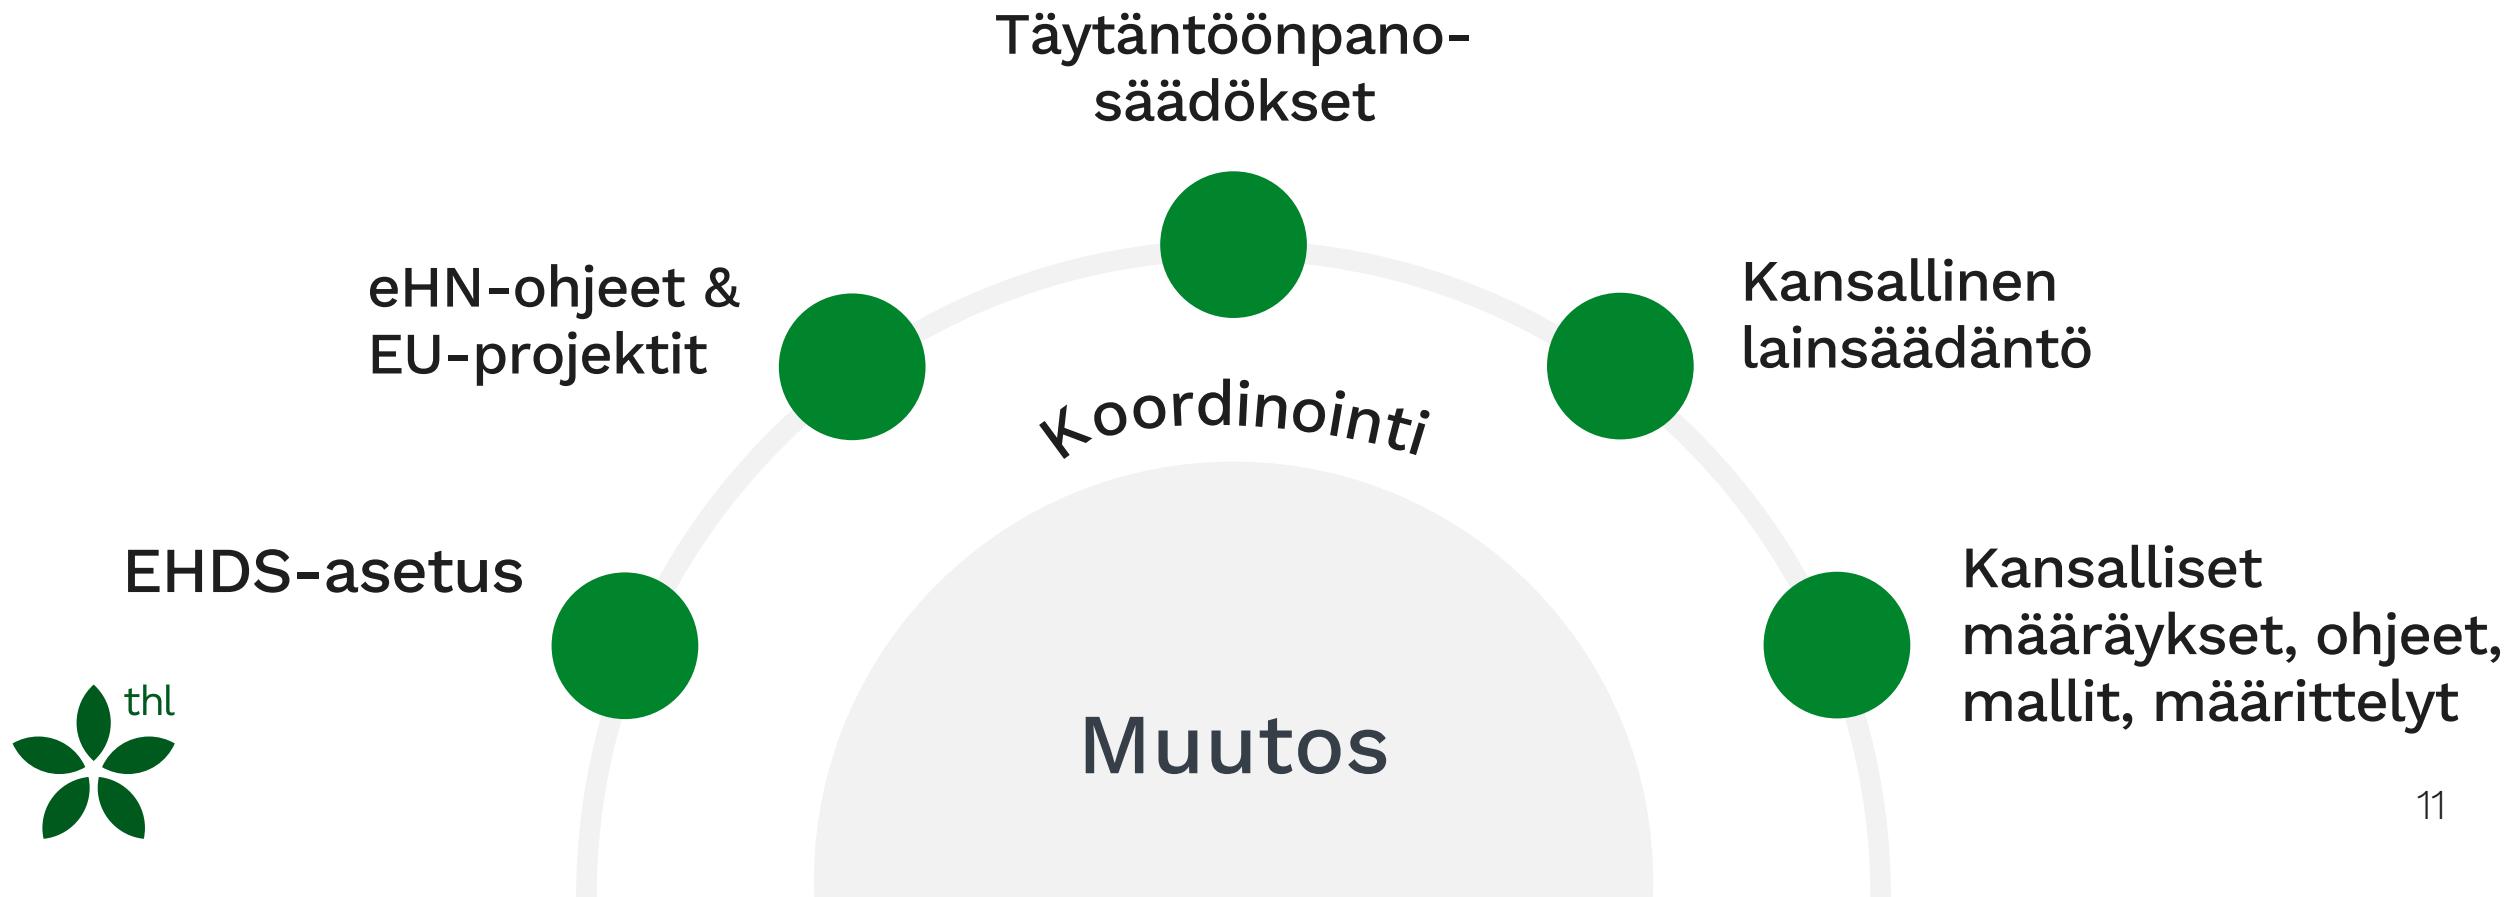 Täytäntöönpano-
säädökset
eHN-ohjeet &
EU-projektit
Kansallinen
lainsäädäntö
Koordinointi
EHDS-asetus
Kansalliset
määräykset, ohjeet,
mallit, määrittelyt
thl
Muutos
11